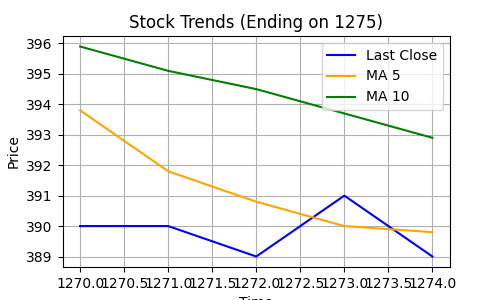 Stock Trends (Ending on 1275)
396
395
394
393
392
391
390
389
Price
Last Close
MA 5
MA 10
1270.0 1270.5 1271.0 1271.5 1272.0 1272.5 1273.0 1273.5 1274.0
Time